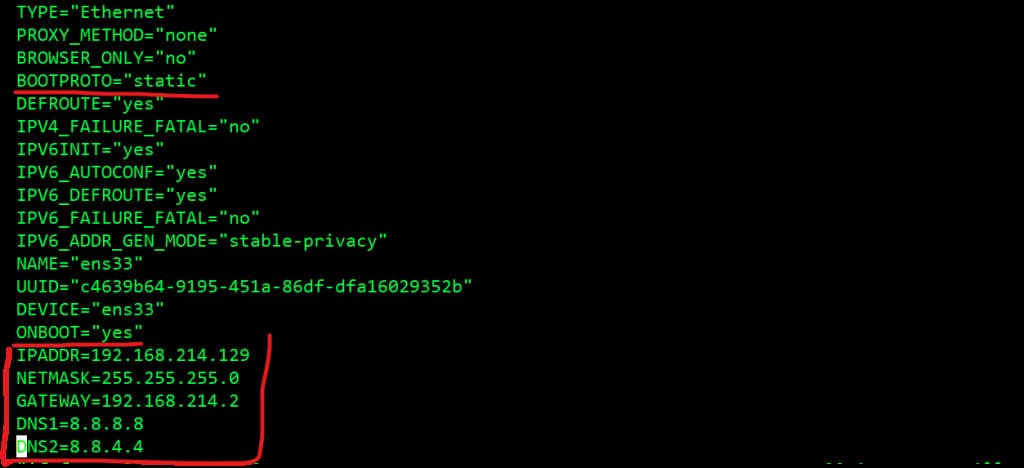 TYPE="Ethernet"
PROXY_METHOD="none"
BROWSER_ONLY="no"
BOOTPROTO="static"
DEFROUTE="yes"
IPV4_FAILURE_FATAL="no"
IPV6INIT="yes"
IPV6_AUTOCONF="yes"
IPV6_DEFROUTE="yes"
IPV6_FAILURE_FATAL="no"
IPV6_ADDR_GEN_MODE="stable-privacy"
NAME="ens33"
UUID="c4639b64-9195-451a-86df-dfa16029352b"
DEVICE="ens33"
ONBOOT="yes"
IPADDR=192.168.214.129
NETMASK=255.255.255.0
GATEWAY=192.168.214.2
DNS1=8.8.8.8
DNS2=8.8.4.4